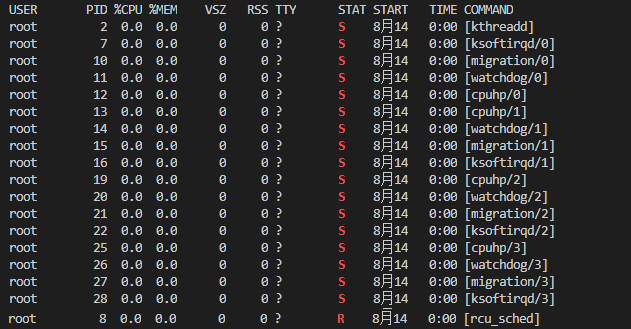 USER       PID %CPU %MEM    VSZ   RSS TTY      STAT START   TIME COMMAND
root         2  0.0  0.0      0     0 ?        S    8月14   0:00 [kthreadd]
root         7  0.0  0.0      0     0 ?        S    8月14   0:00 [ksoftirqd/0]
root        10  0.0  0.0      0     0 ?        S    8月14   0:00 [migration/0]
root        11  0.0  0.0      0     0 ?        S    8月14   0:00 [watchdog/0]
root        12  0.0  0.0      0     0 ?        S    8月14   0:00 [cpuhp/0]
root        13  0.0  0.0      0     0 ?        S    8月14   0:00 [cpuhp/1]
root        14  0.0  0.0      0     0 ?        S    8月14   0:00 [watchdog/1]
root        15  0.0  0.0      0     0 ?        S    8月14   0:00 [migration/1]
root        16  0.0  0.0      0     0 ?        S    8月14   0:00 [ksoftirqd/1]
root        19  0.0  0.0      0     0 ?        S    8月14   0:00 [cpuhp/2]
root        20  0.0  0.0      0     0 ?        S    8月14   0:00 [watchdog/2]
root        21  0.0  0.0      0     0 ?        S    8月14   0:00 [migration/2]
root        22  0.0  0.0      0     0 ?        S    8月14   0:00 [ksoftirqd/2]
root        25  0.0  0.0      0     0 ?        S    8月14   0:00 [cpuhp/3]
root        26  0.0  0.0      0     0 ?        S    8月14   0:00 [watchdog/3]
root        27  0.0  0.0      0     0 ?        S    8月14   0:00 [migration/3]
root        28  0.0  0.0      0     0 ?        S    8月14   0:00 [ksoftirqd/3]
root         8  0.0  0.0      0     0 ?        R    8月14   0:00 [rcu_sched]